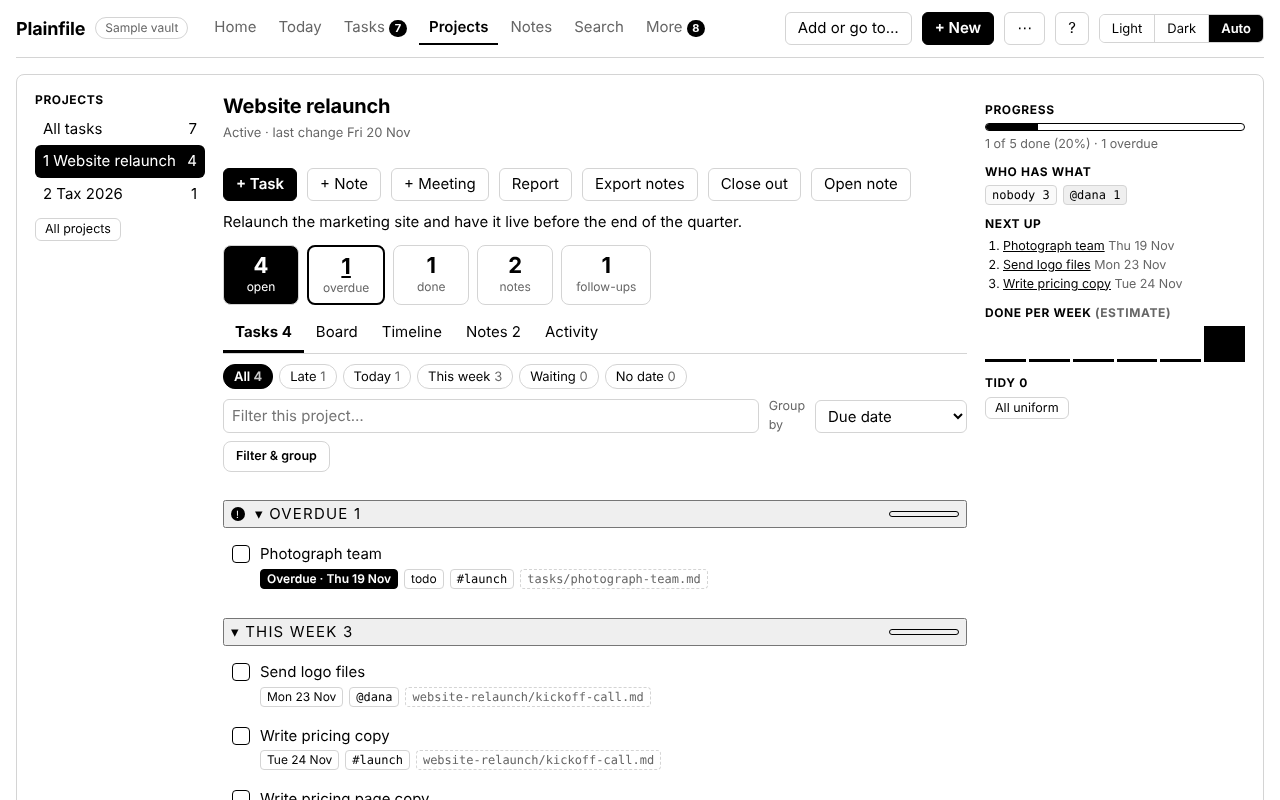 Plainfile Sample vault Home Today Tasks 7 Projects Notes Search More 8 Add or go to... + New ... ? Light Dark Auto
PROJECTS
All tasks 7
1 Website relaunch 4
2 Tax 2026 1
All projects
Website relaunch
Active · last change Fri 20 Nov
+ Task + Note + Meeting Report Export notes Close out Open note
Relaunch the marketing site and have it live before the end of the quarter.
4 open
1 overdue
1 done
2 notes
1 follow-ups
Tasks 4 Board Timeline Notes 2 Activity
All 4 Late 1 Today 1 This week 3 Waiting 0 No date 0
Filter this project... Group by Due date
Filter & group
! ▾ OVERDUE 1
Photograph team
Overdue · Thu 19 Nov todo #launch tasks/photograph-team.md
▾ THIS WEEK 3
Send logo files
Mon 23 Nov @dana website-relaunch/kickoff-call.md
Write pricing copy
Tue 24 Nov #launch website-relaunch/kickoff-call.md
Write pricing page copy
PROGRESS
1 of 5 done (20%) · 1 overdue
WHO HAS WHAT
nobody 3 @dana 1
NEXT UP
1. Photograph team Thu 19 Nov
2. Send logo files Mon 23 Nov
3. Write pricing copy Tue 24 Nov
DONE PER WEEK (ESTIMATE)
TIDY 0
All uniform